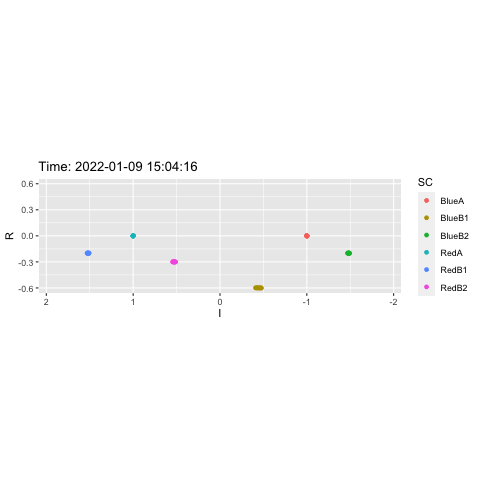 Time: 2022-01-09 15:04:16
SC
0.6
0.3
0.0
-0.3
-0.6
R
2
1
0
-1
-2
I
BlueA
BlueB1
BlueB2
RedA
RedB1
RedB2